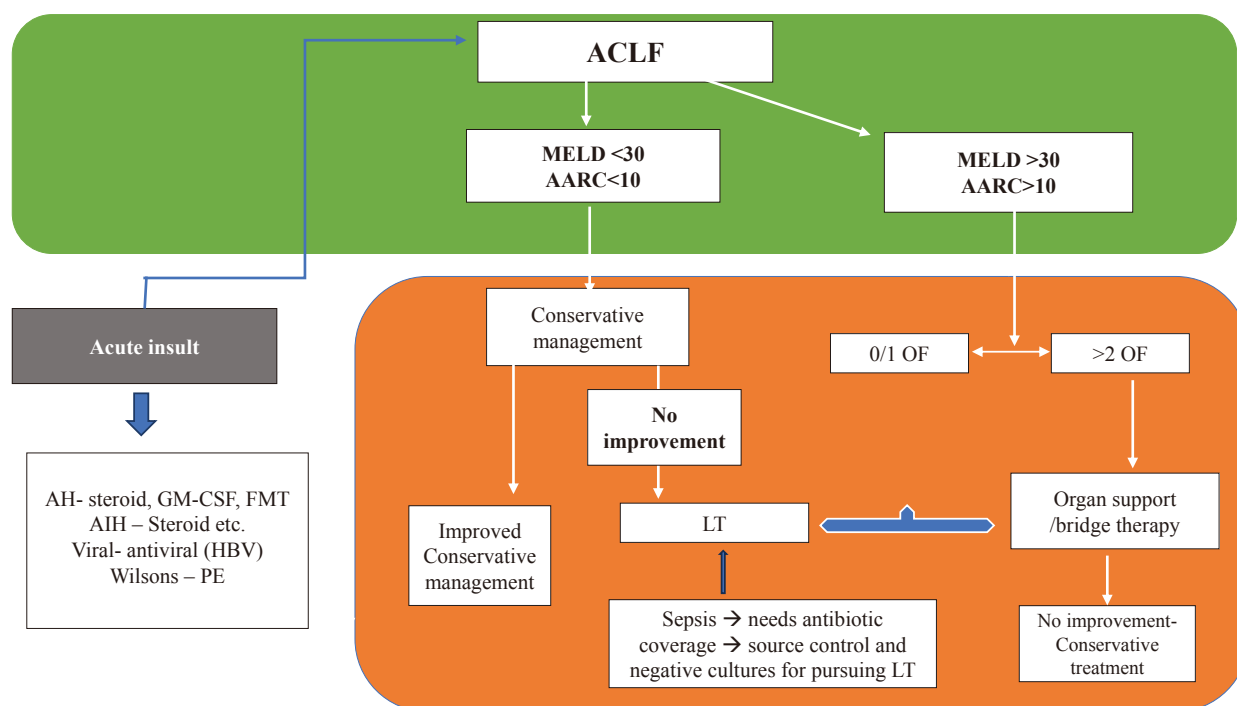 ACLF
MELD <30
AARC<10
MELD >30
AARC>10
Acute insult
AH- steroid, GM-CSF, FMT
AIH – Steroid etc.
Viral- antiviral (HBV)
Wilsons – PE
Conservative
management
0/1 OF
>2 OF
No
improvement
Improved
Conservative
management
LT
Organ support
/bridge therapy
Sepsis → needs antibiotic
coverage → source control and
negative cultures for pursuing LT
No improvement-
Conservative
treatment